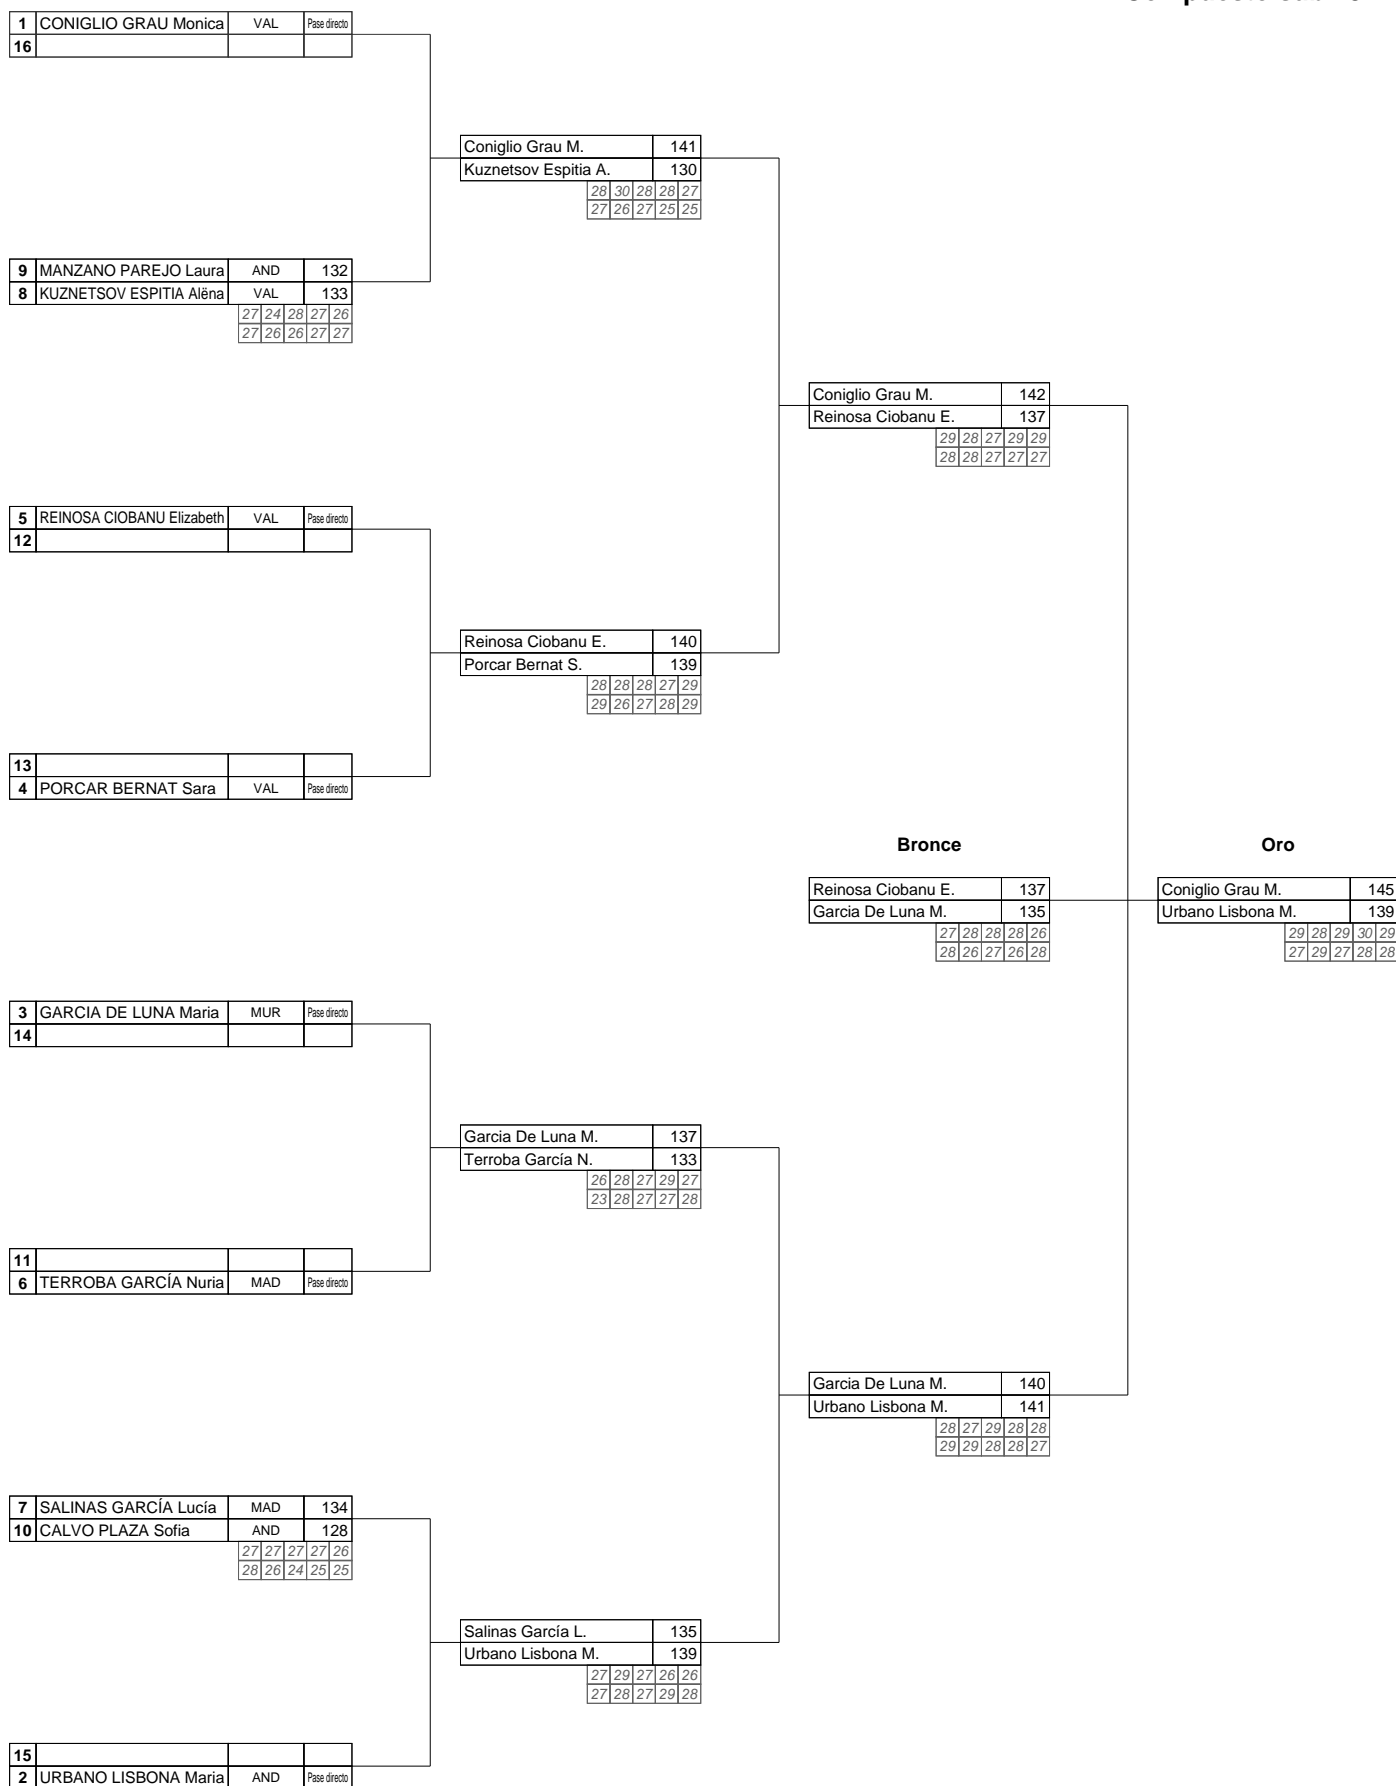 1 CONIGLIO GRAU Monica VAL Pase directo
16
Coniglio Grau M. 141
Kuznetsov Espitia A. 130
28 30 28 28 27
27 26 27 25 25
9 MANZANO PAREJO Laura AND 132
8 KUZNETSOV ESPITIA Alëna VAL 133
27 24 28 27 26
27 26 26 27 27
Coniglio Grau M. 142
Reinosa Ciobanu E. 137
29 28 27 29 29
28 28 27 27 27
5 REINOSA CIOBANU Elizabeth VAL Pase directo
12
Reinosa Ciobanu E. 140
Porcar Bernat S. 139
28 28 28 27 29
29 26 27 28 29
13
4 PORCAR BERNAT Sara VAL Pase directo
Bronce Oro
Reinosa Ciobanu E. 137 Coniglio Grau M. 145
Garcia De Luna M. 135 Urbano Lisbona M. 139
27 28 28 28 26 29 28 29 30 29
28 26 27 26 28 27 29 27 28 28
3 GARCIA DE LUNA Maria MUR Pase directo
14
Garcia De Luna M. 137
Terroba García N. 133
26 28 27 29 27
23 28 27 27 28
11
6 TERROBA GARCÍA Nuria MAD Pase directo
Garcia De Luna M. 140
Urbano Lisbona M. 141
28 27 29 28 28
29 29 28 28 27
7 SALINAS GARCÍA Lucía MAD 134
10 CALVO PLAZA Sofia AND 128
27 27 27 27 26
28 26 24 25 25
Salinas García L. 135
Urbano Lisbona M. 139
27 29 27 26 26
27 28 27 29 28
15
2 URBANO LISBONA Maria AND Pase directo